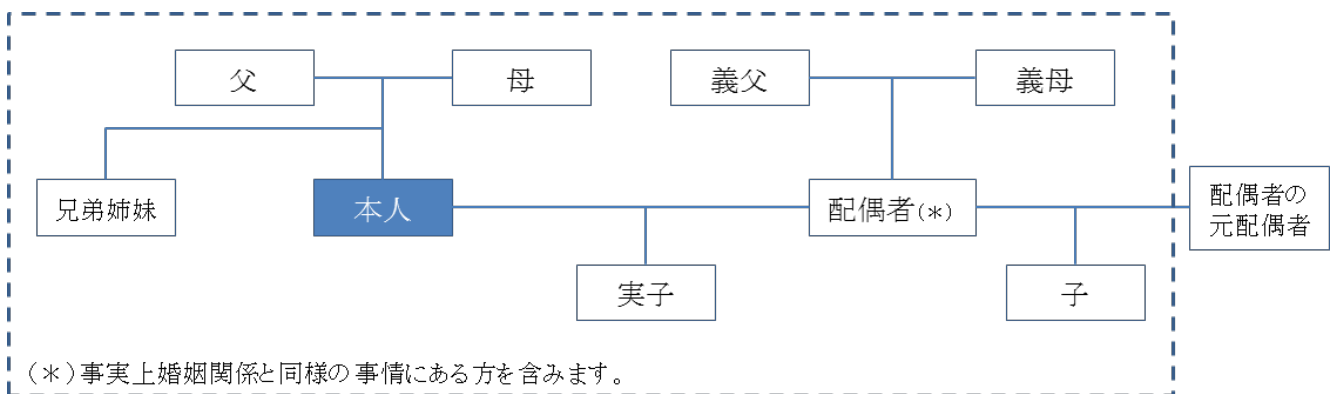 父
母
義父
義母
兄弟姉妹
本人
配偶者(＊)
配偶者の
元配偶者
実子
子
(＊)事実上婚姻関係と同様の事情にある方を含みます。